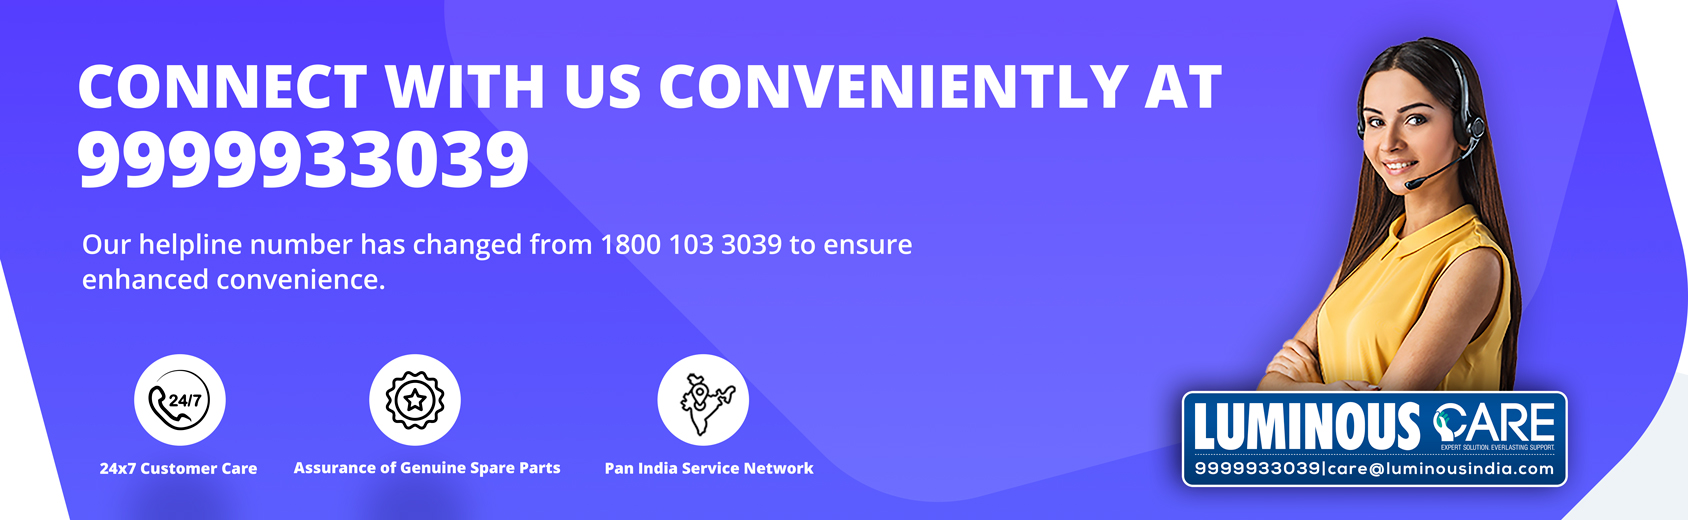 CONNECT WITH US CONVENIENTLY AT
9999933039
Our helpline number has changed from 1800 103 3039 to ensure
enhanced convenience.
24/7
24x7 Customer Care
Assurance of Genuine Spare Parts
Pan India Service Network
LUMINOUS CARE
EXPERT SOLUTION. EVERLASTING SUPPORT.
9999933039|care@luminousindia.com